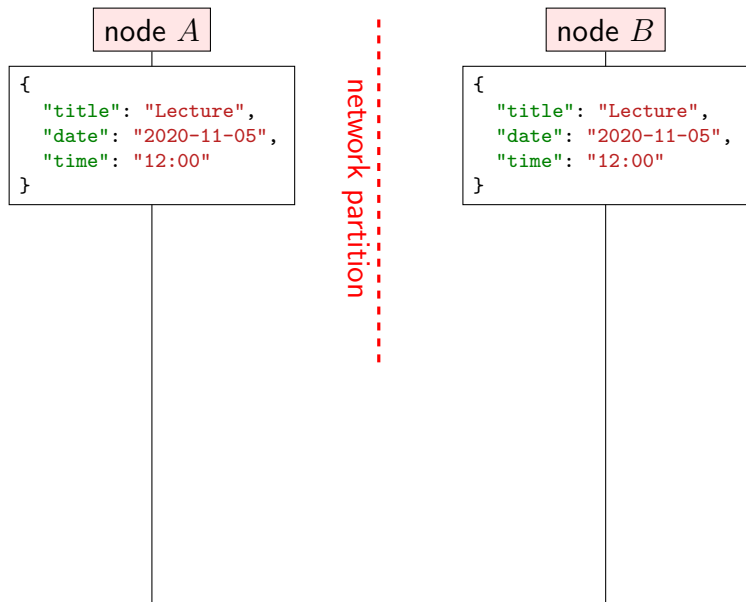 node A
{
  "title": "Lecture",
  "date": "2020-11-05",
  "time": "12:00"
}
network partition
node B
{
  "title": "Lecture",
  "date": "2020-11-05",
  "time": "12:00"
}